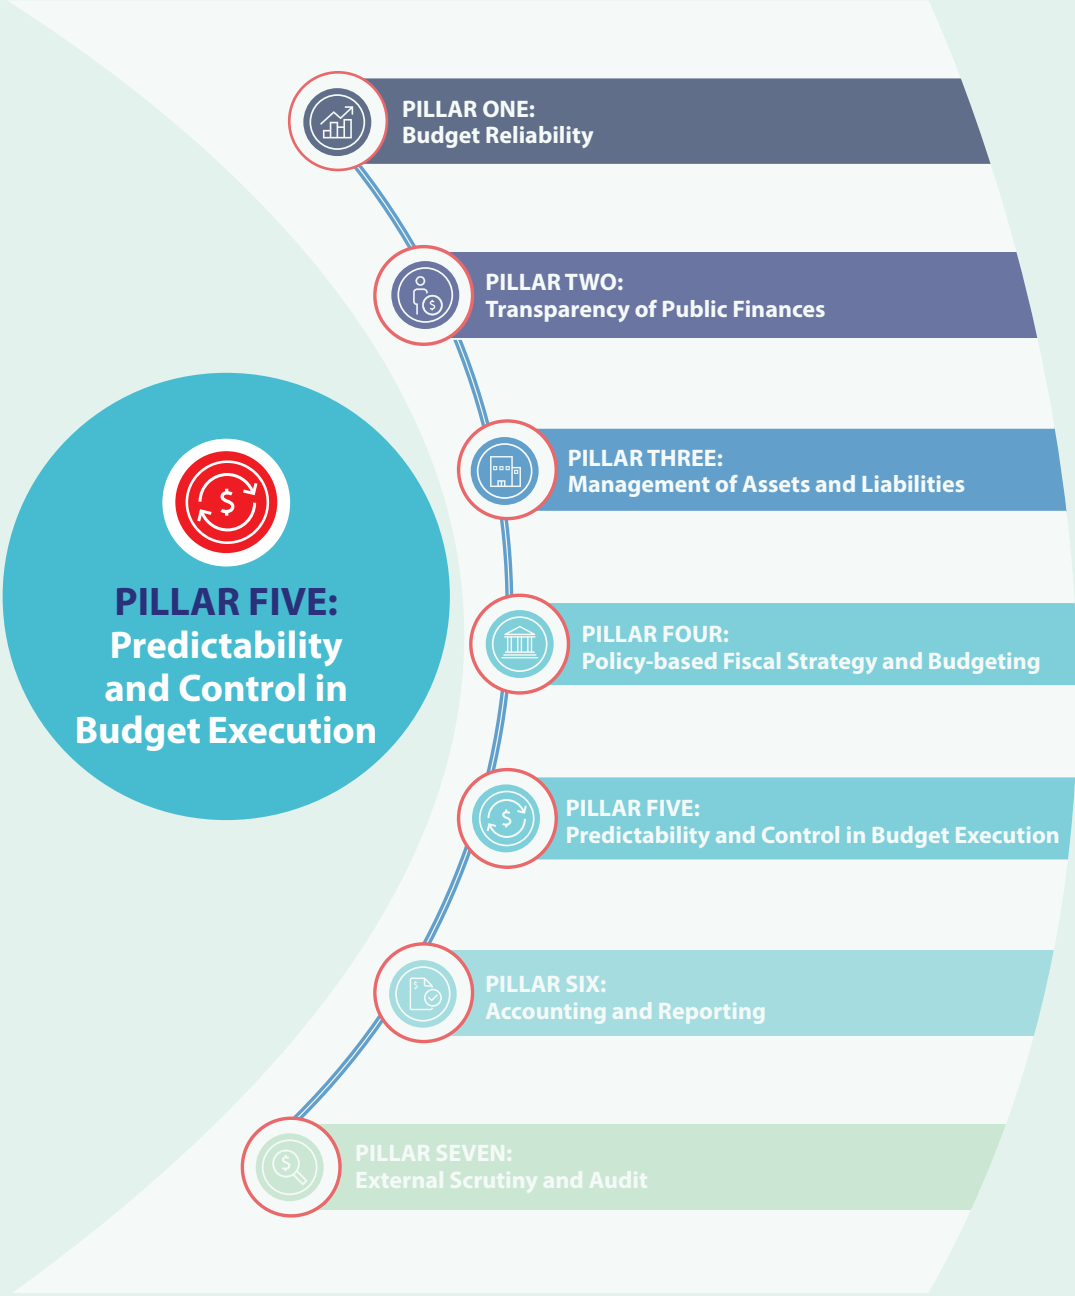 PILLAR ONE:
Budget Reliability
PILLAR TWO:
Transparency of Public Finances
PILLAR THREE:
Management of Assets and Liabilities
PILLAR FIVE:
Predictability
and Control in
Budget Execution
PILLAR FOUR:
Policy-based Fiscal Strategy and Budgeting
PILLAR FIVE:
Predictability and Control in Budget Execution
PILLAR SIX:
Accounting and Reporting
PILLAR SEVEN:
External Scrutiny and Audit